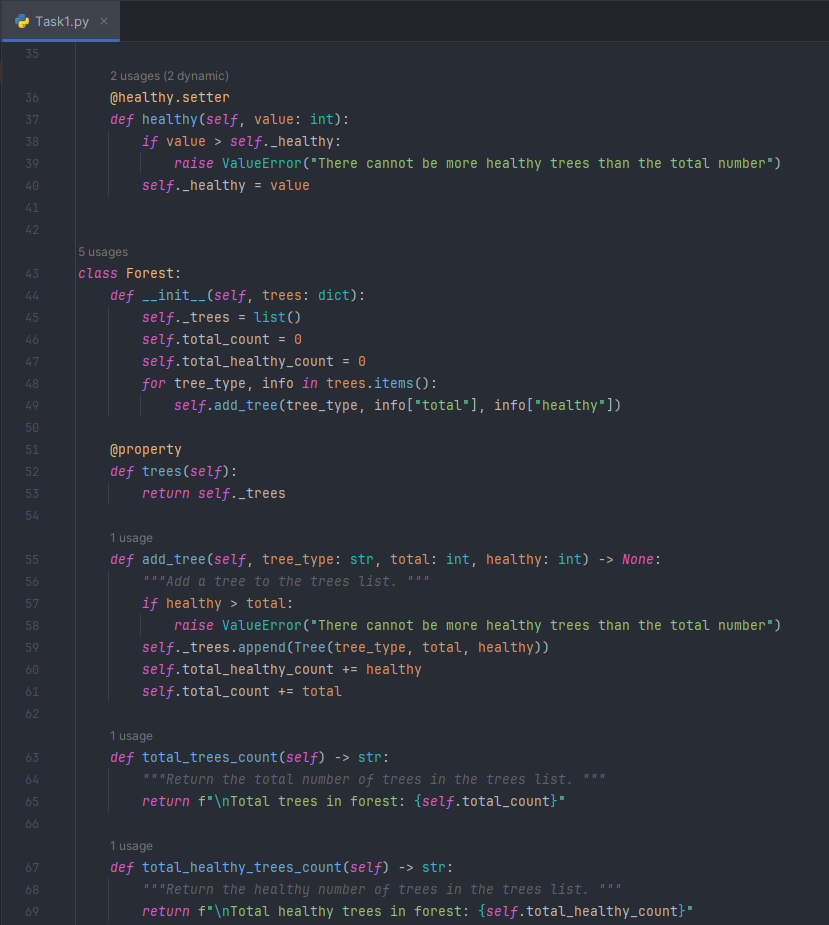 Task1.py ×
35
2 usages (2 dynamic)
36 @healthy.setter
37 def healthy(self, value: int):
38 if value > self._healthy:
39 raise ValueError("There cannot be more healthy trees than the total number")
40 self._healthy = value
41
42
5 usages
43 class Forest:
44 def __init__(self, trees: dict):
45 self._trees = list()
46 self.total_count = 0
47 self.total_healthy_count = 0
48 for tree_type, info in trees.items():
49 self.add_tree(tree_type, info["total"], info["healthy"])
50
51 @property
52 def trees(self):
53 return self._trees
54
1 usage
55 def add_tree(self, tree_type: str, total: int, healthy: int) -> None:
56 """Add a tree to the trees list. """
57 if healthy > total:
58 raise ValueError("There cannot be more healthy trees than the total number")
59 self._trees.append(Tree(tree_type, total, healthy))
60 self.total_healthy_count += healthy
61 self.total_count += total
62
1 usage
63 def total_trees_count(self) -> str:
64 """Return the total number of trees in the trees list. """
65 return f"\nTotal trees in forest: {self.total_count}"
66
1 usage
67 def total_healthy_trees_count(self) -> str:
68 """Return the healthy number of trees in the trees list. """
69 return f"\nTotal healthy trees in forest: {self.total_healthy_count}"